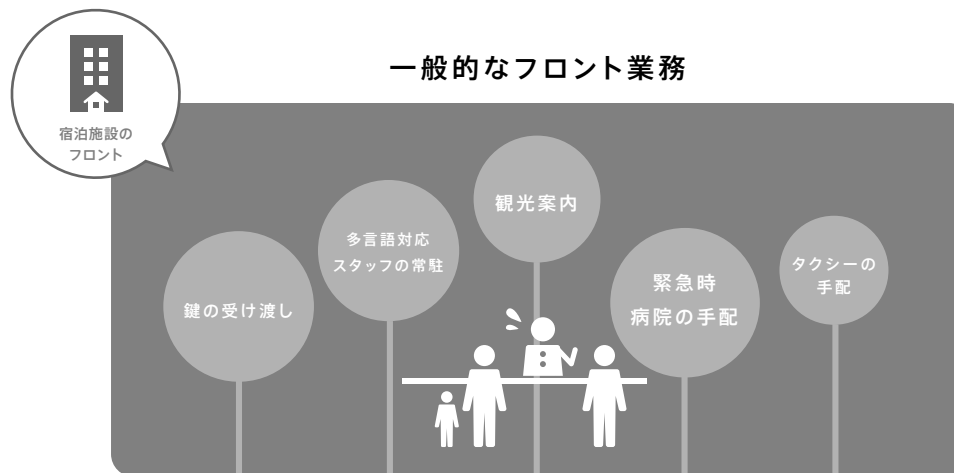 一般的なフロント業務
宿泊施設の
フロント
鍵の受け渡し
多言語対応
スタッフの常駐
観光案内
緊急時
病院の手配
タクシーの
手配